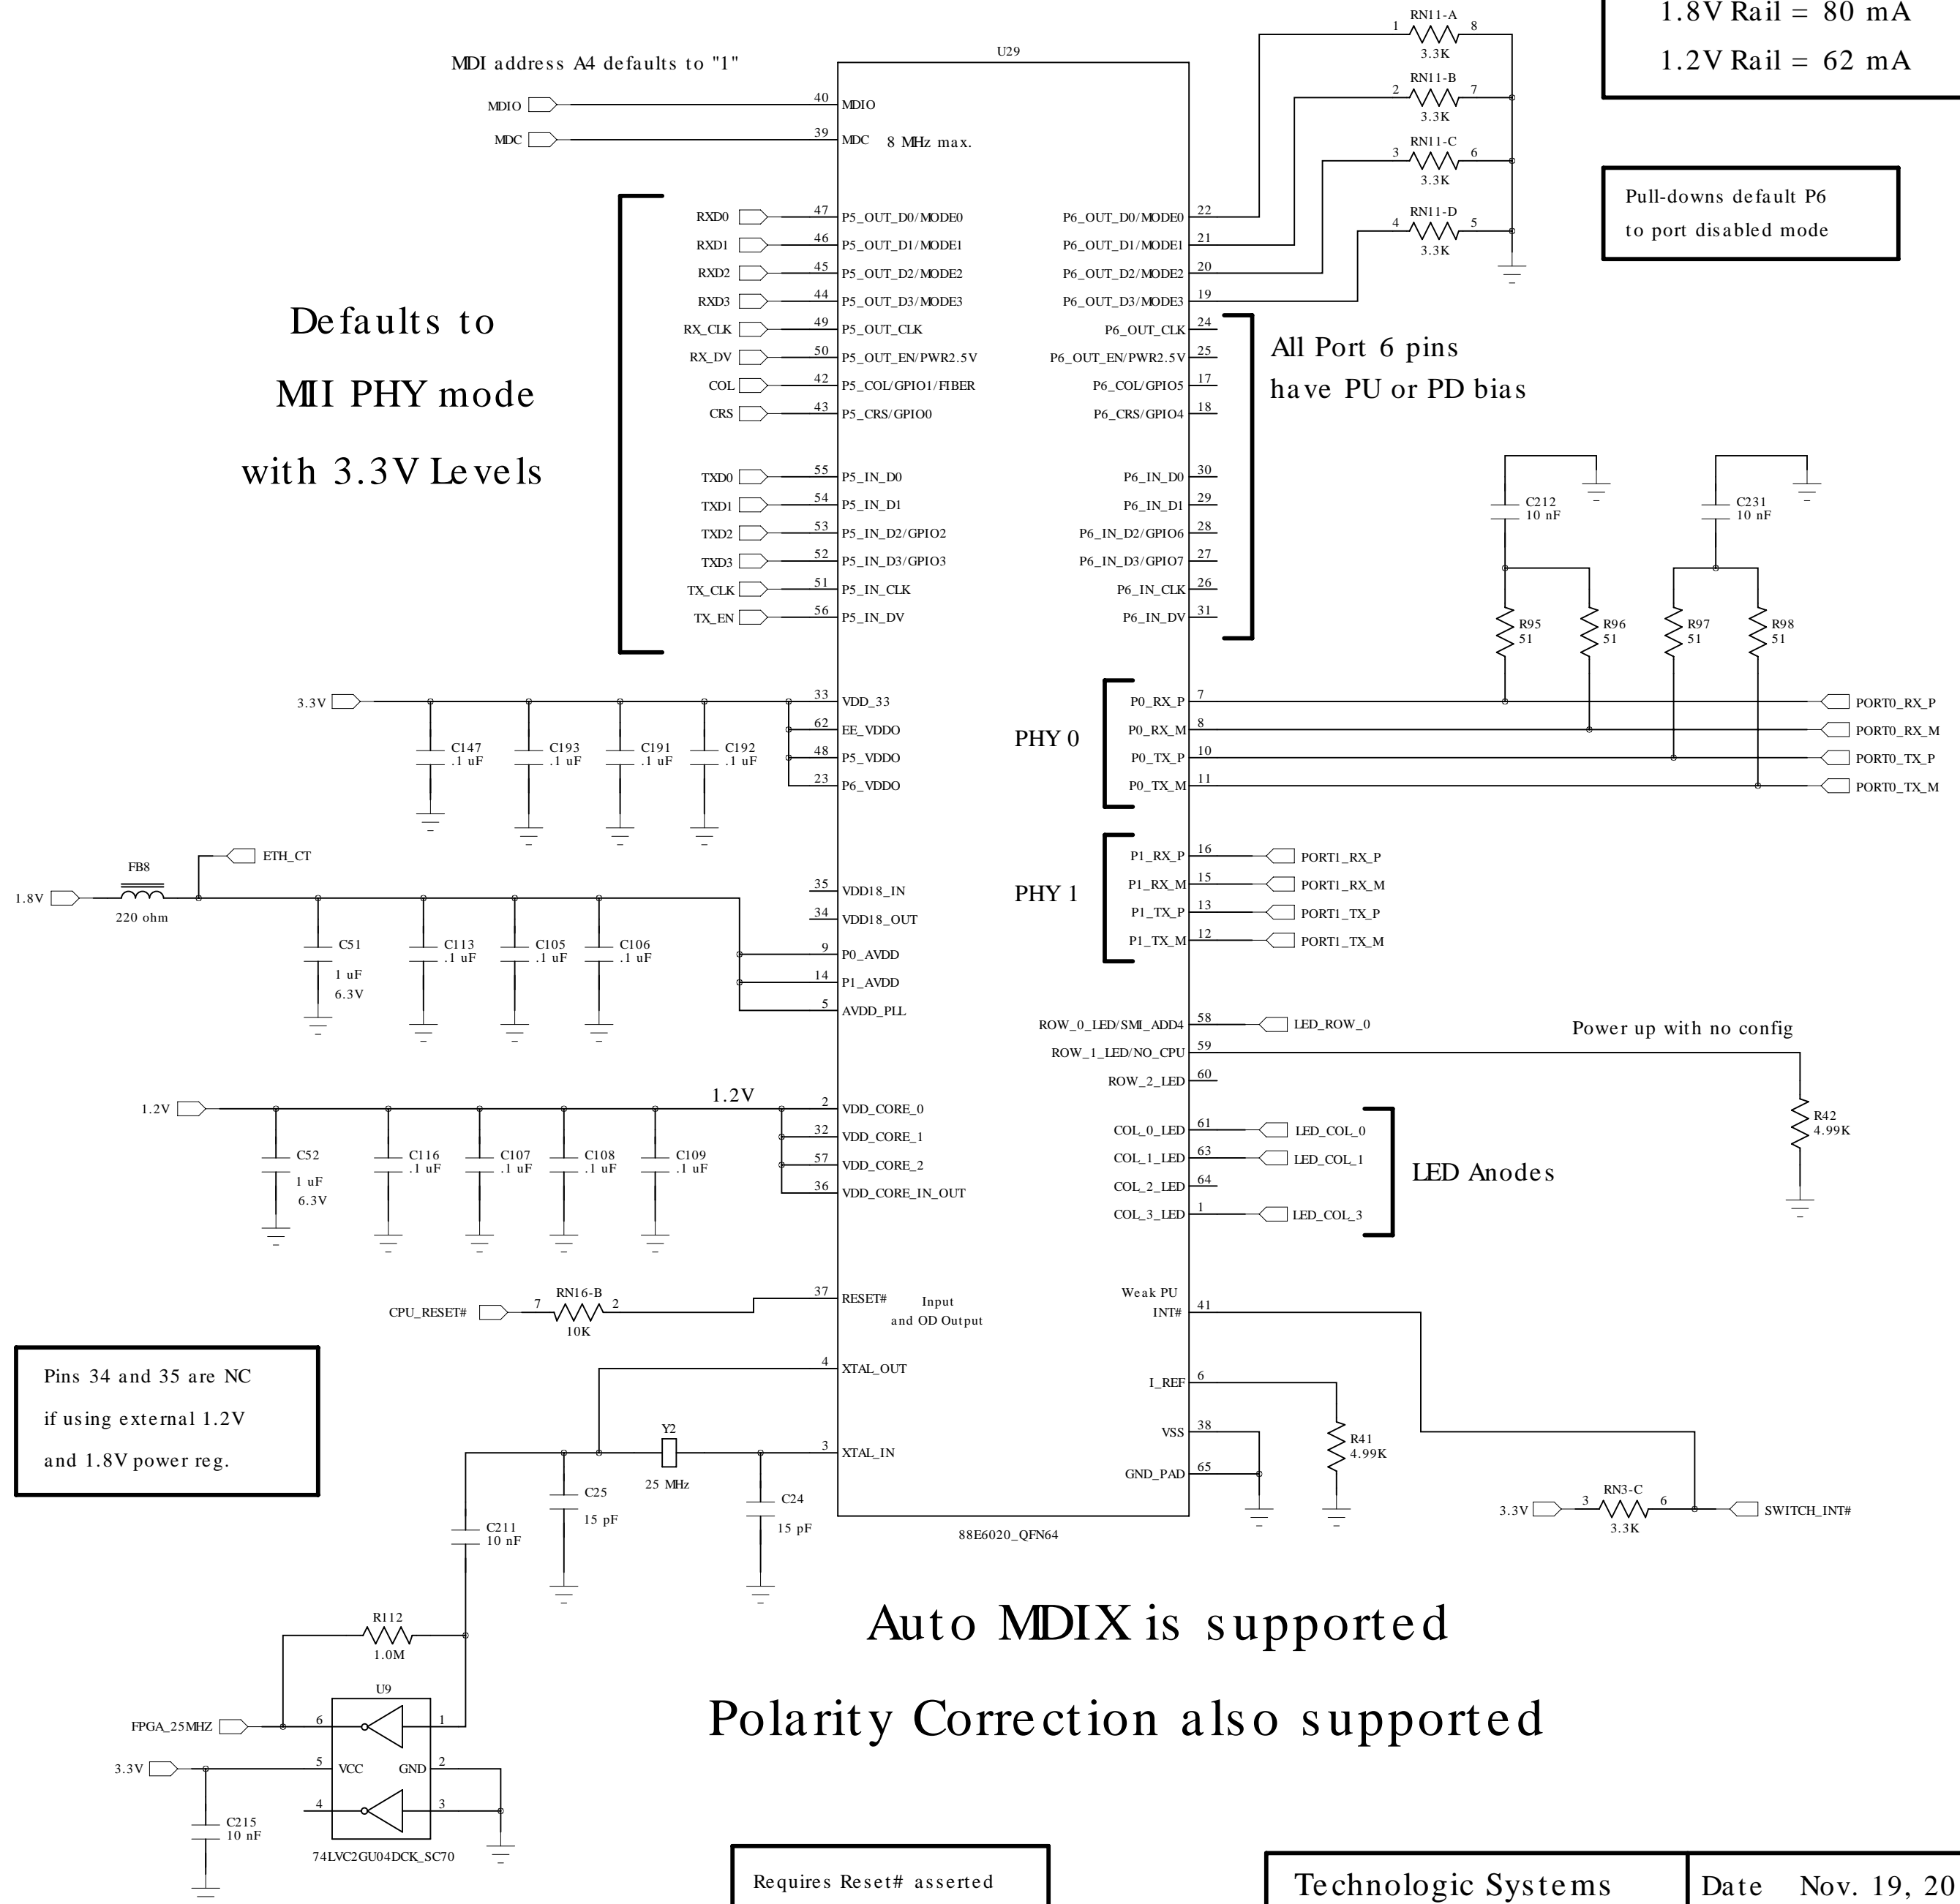 1.8V Rail = 80 mA
1.2V Rail = 62 mA
Pull-downs default P6
to port disabled mode
MDI address A4 defaults to "1"
U29
MDIO
40
MDIO
MDC
39
MDC
8 MHz max.
1
RN11-A
8
3.3K
2
RN11-B
7
3.3K
3
RN11-C
6
3.3K
4
RN11-D
5
3.3K
Defaults to
MII PHY mode
with 3.3V Levels
RXD0
47
P5_OUT_D0/MODE0
RXD1
46
P5_OUT_D1/MODE1
RXD2
45
P5_OUT_D2/MODE2
RXD3
44
P5_OUT_D3/MODE3
RX_CLK
49
P5_OUT_CLK
RX_DV
50
P5_OUT_EN/PWR2.5V
COL
42
P5_COL/GPIO1/FIBER
CRS
43
P5_CRS/GPIO0
TXD0
55
P5_IN_D0
TXD1
54
P5_IN_D1
TXD2
53
P5_IN_D2/GPIO2
TXD3
52
P5_IN_D3/GPIO3
TX_CLK
51
P5_IN_CLK
TX_EN
56
P5_IN_DV
P6_OUT_D0/MODE0
22
P6_OUT_D1/MODE1
21
P6_OUT_D2/MODE2
20
P6_OUT_D3/MODE3
19
P6_OUT_CLK
24
P6_OUT_EN/PWR2.5V
25
P6_COL/GPIO5
17
P6_CRS/GPIO4
18
P6_IN_D0
30
P6_IN_D1
29
P6_IN_D2/GPIO6
28
P6_IN_D3/GPIO7
27
P6_IN_CLK
26
P6_IN_DV
31
All Port 6 pins
have PU or PD bias
C212
10 nF
C231
10 nF
R95
51
R96
51
R97
51
R98
51
3.3V
33
VDD_33
62
EE_VDDO
48
P5_VDDO
23
P6_VDDO
C147
.1 uF
C193
.1 uF
C191
.1 uF
C192
.1 uF
PHY 0
P0_RX_P
7
PORT0_RX_P
P0_RX_M
8
PORT0_RX_M
P0_TX_P
10
PORT0_TX_P
P0_TX_M
11
PORT0_TX_M
PHY 1
P1_RX_P
16
PORT1_RX_P
P1_RX_M
15
PORT1_RX_M
P1_TX_P
13
PORT1_TX_P
P1_TX_M
12
PORT1_TX_M
ETH_CT
FB8
1.8V
220 ohm
35
VDD18_IN
34
VDD18_OUT
9
P0_AVDD
14
P1_AVDD
5
AVDD_PLL
C51
1 uF
6.3V
C113
.1 uF
C105
.1 uF
C106
.1 uF
ROW_0_LED/SMI_ADD4
58
LED_ROW_0
ROW_1_LED/NO_CPU
59
ROW_2_LED
60
Power up with no config
R42
4.99K
1.2V
1.2V
2
VDD_CORE_0
32
VDD_CORE_1
57
VDD_CORE_2
36
VDD_CORE_IN_OUT
C52
1 uF
6.3V
C116
.1 uF
C107
.1 uF
C108
.1 uF
C109
.1 uF
COL_0_LED
61
LED_COL_0
COL_1_LED
63
LED_COL_1
COL_2_LED
64
COL_3_LED
1
LED_COL_3
LED Anodes
CPU_RESET#
7
RN16-B
2
10K
37
RESET#
Input
and OD Output
Weak PU
INT#
41
4
XTAL_OUT
I_REF
6
R41
4.99K
VSS
38
GND_PAD
65
Pins 34 and 35 are NC
if using external 1.2V
and 1.8V power reg.
Y2
25 MHz
3
XTAL_IN
C25
15 pF
C24
15 pF
C211
10 nF
88E6020_QFN64
3.3V
3
RN3-C
6
3.3K
SWITCH_INT#
Auto MDIX is supported
Polarity Correction also supported
R112
1.0M
U9
FPGA_25MHZ
6
1
3.3V
5
VCC
GND
2
4
3
C215
10 nF
74LVC2GU04DCK_SC70
Requires Reset# asserted
Technologic Systems
Date Nov. 19, 20